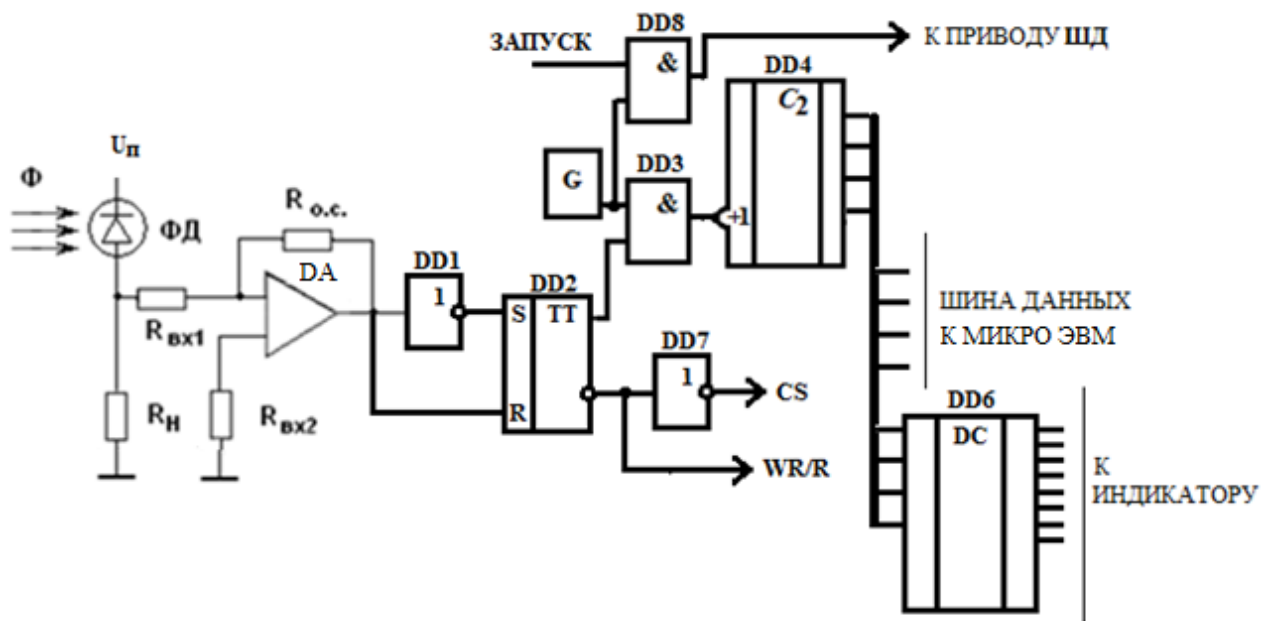 DD8
ЗАПУСК
&
К ПРИВОДУ ШД
DD4
C2
Uп
G
DD3
&
+1
Ф
ФД
R о.с.
DA
DD1
1
DD2
S
TT
R
R вх1
Rн
Rвх2
DD7
1
CS
WR/R
ШИНА ДАННЫХ
К МИКРО ЭВМ
DD6
DC
К
ИНДИКАТОРУ